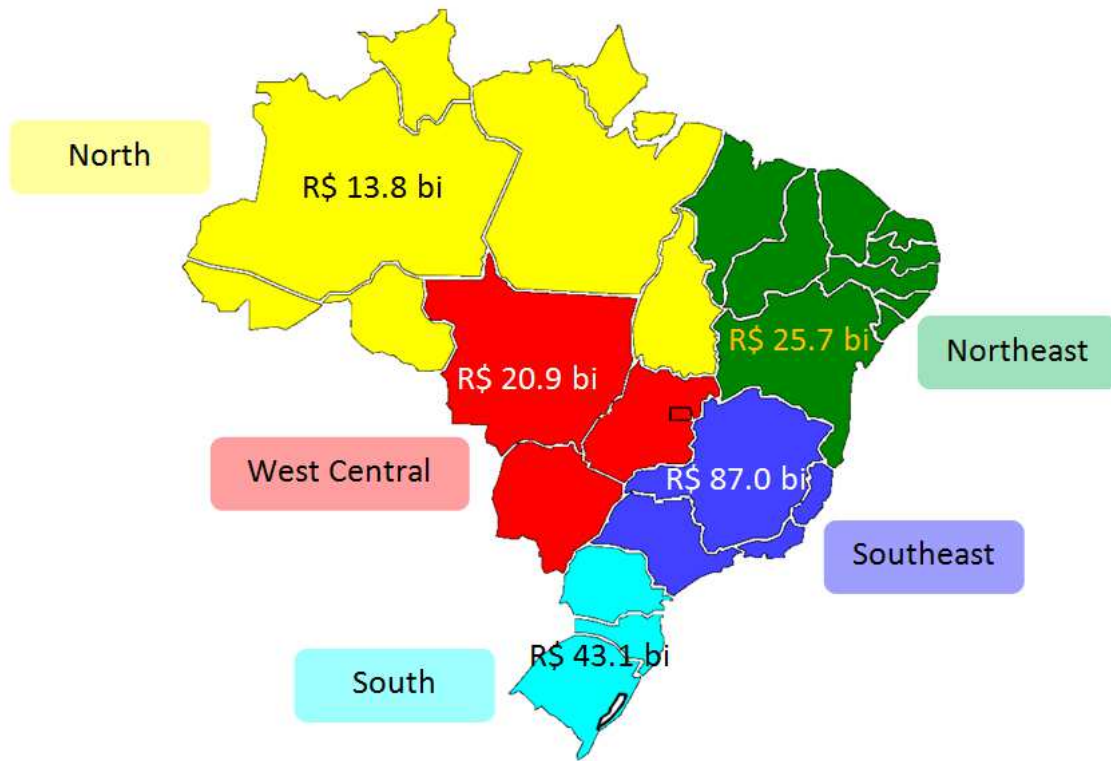 North
R$ 13.8 bi
R$ 25.7 bi
Northeast
R$ 20.9 bi
West Central
R$ 87.0 bi
Southeast
R$ 43.1 bi
South